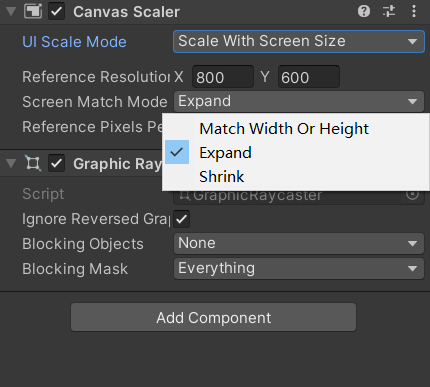 Canvas Scaler
UI Scale Mode Scale With Screen Size
Reference Resolution X 800 Y 600
Screen Match Mode Expand
Match Width Or Height
Reference Pixels Pe
Expand
Graphic Ray
Shrink
Script GraphicRaycaster
Ignore Reversed Grap
Blocking Objects None
Blocking Mask Everything
Add Component